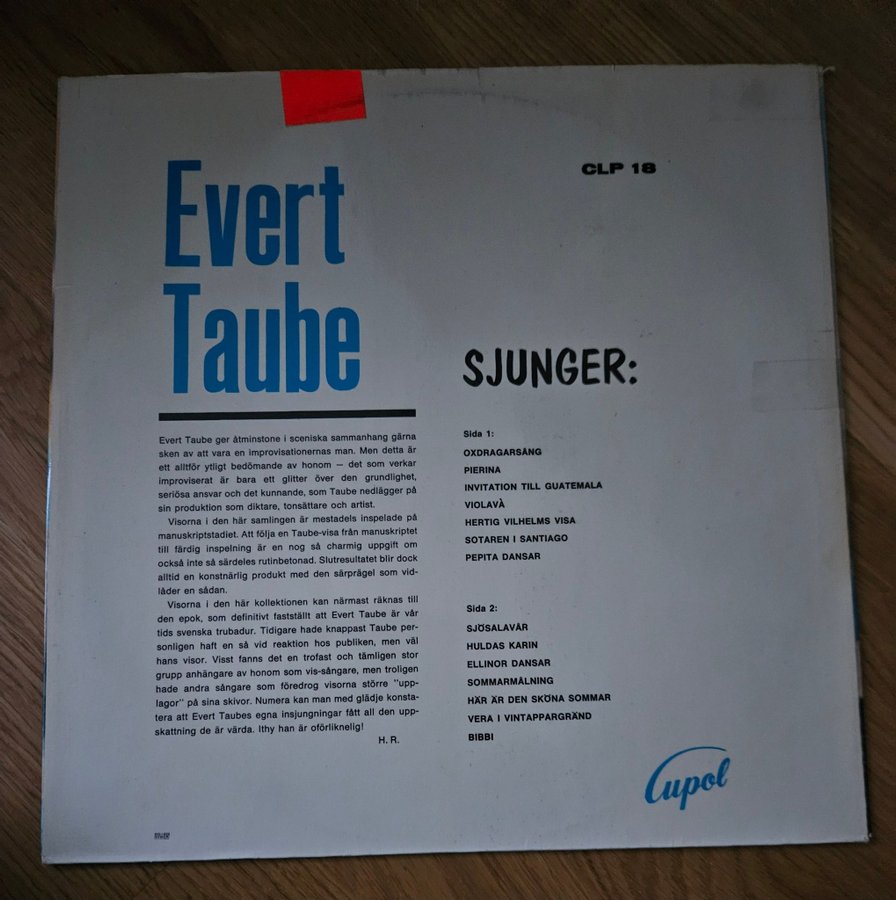 Evert
Taube
CLP 18
Evert Taube ger åtminstone i sceniska sammanhang gärna
sken av att vara en improvisationernas man. Men detta är
ett alltför ytligt bedömande av honom — det som verkar
improviserat är bara ett glitter över den grundlighet,
seriösa ansvar och det kunnande, som Taube nedlägger på
sin produktion som diktare, tonsättare och artist.
Visorna i den här samlingen är mestadels inspelade på
manuskriptstadiet. Att följa en Taube-visa från manuskriptet
till färdig inspelning är en nog så charmig uppgift om
också inte så särdeles rutinbetonad. Slutresultatet blir dock
alltid en konstnärlig produkt med den särprägel som vid-
låder en sådan.
Visorna i den här kollektionen kan närmast räknas till
den epok, som definitivt fastställt att Evert Taube är vår
tids svenska trubadur. Tidigare hade knappast Taube per-
sonligen haft en så vid reaktion hos publiken, men väl
hans visor. Visst fanns det en trofast och tämligen stor
grupp anhängare av honom som vis-sångare, men troligen
hade andra sångare som föredrog visorna större "upp-
lagor" på sina skivor. Numera kan man med glädje konsta-
tera att Evert Taubes egna insjungningar fått all den upp-
skattning de är värda. Ithy han är oförliknelig!
H. R.
SJUNGER:
Sida 1:
OXDRAGARSÅNG
PIERINA
INVITATION TILL GUATEMALA
VIOLAVÀ
HERTIG VILHELMS VISA
SOTAREN I SANTIAGO
PEPITA DANSAR
Sida 2:
SJÖSALAVÅR
HULDAS KARIN
ELLINOR DANSAR
SOMMARMÅLNING
HÄR ÄR DEN SKÖNA SOMMAR
VERA I VINTAPPARGRÄND
BIBBI
Cupol